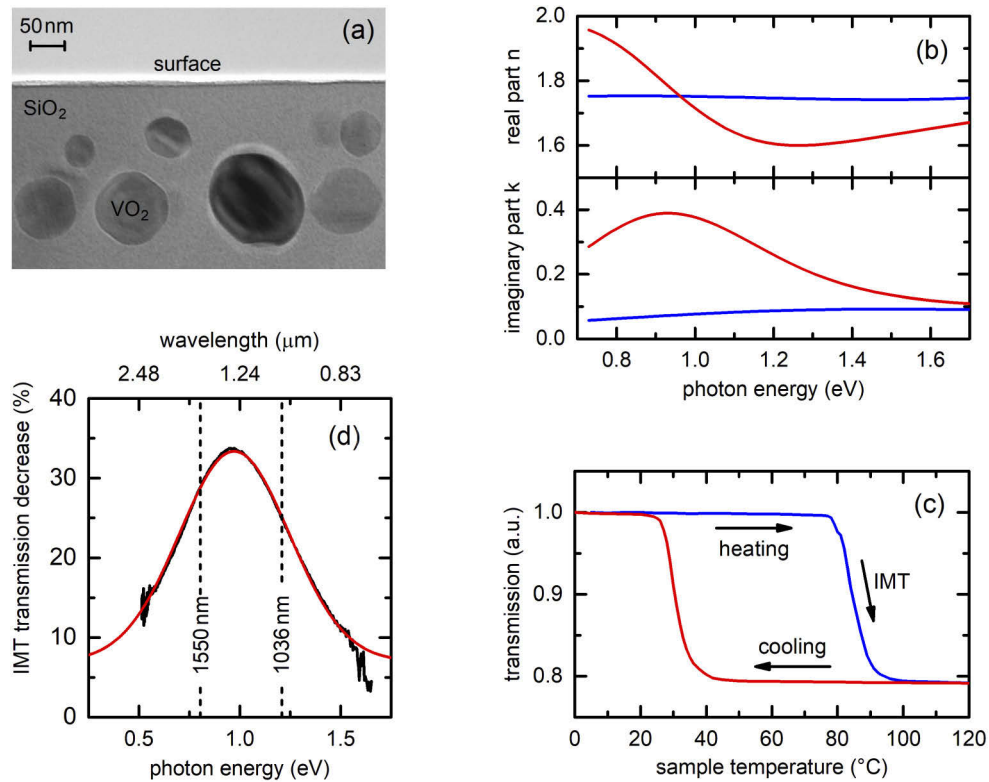 50 nm
(a)
surface
SiO2
VO2
(b)
real part n
2.0
1.8
1.6
imaginary part k
0.4
0.2
0.0
0.8 1.0 1.2 1.4 1.6
photon energy (eV)
wavelength (μm)
2.48 1.24 0.83
(d)
IMT transmission decrease (%)
40
30
20
10
0
1550 nm
1036 nm
0.5 1.0 1.5
photon energy (eV)
(c)
transmission (a.u.)
1.0
0.9
0.8
heating
IMT
cooling
0 20 40 60 80 100 120
sample temperature (°C)